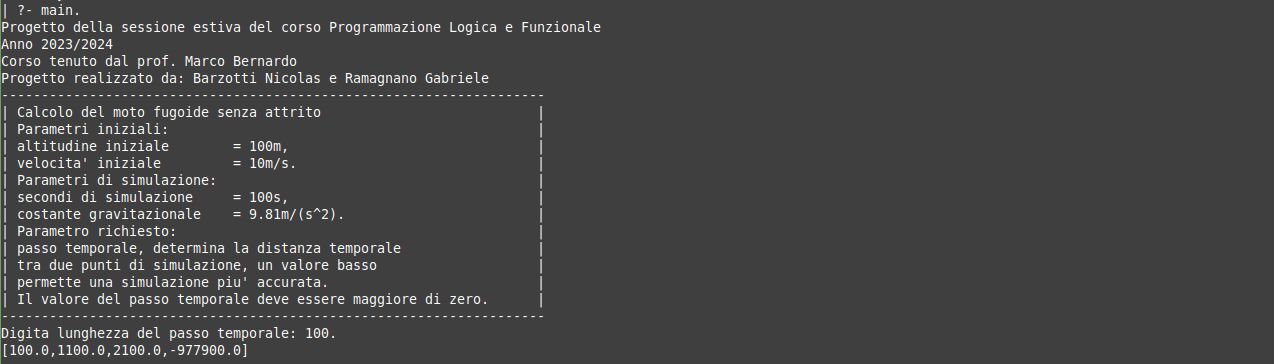 | ?- main.
Progetto della sessione estiva del corso Programmazione Logica e Funzionale
Anno 2023/2024
Corso tenuto dal prof. Marco Bernardo
Progetto realizzato da: Barzotti Nicolas e Ramagnano Gabriele
--------------------------------------------------------------------
| Calcolo del moto fugoide senza attrito                           |
| Parametri iniziali:                                              |
| altitudine iniziale        = 100m,                               |
| velocita' iniziale         = 10m/s.                              |
| Parametri di simulazione:                                        |
| secondi di simulazione     = 100s,                               |
| costante gravitazionale    = 9.81m/(s^2).                        |
| Parametro richiesto:                                             |
| passo temporale, determina la distanza temporale                 |
| tra due punti di simulazione, un valore basso                    |
| permette una simulazione piu' accurata.                          |
| Il valore del passo temporale deve essere maggiore di zero.      |
--------------------------------------------------------------------
Digita lunghezza del passo temporale: 100.
[100.0,1100.0,2100.0,-977900.0]